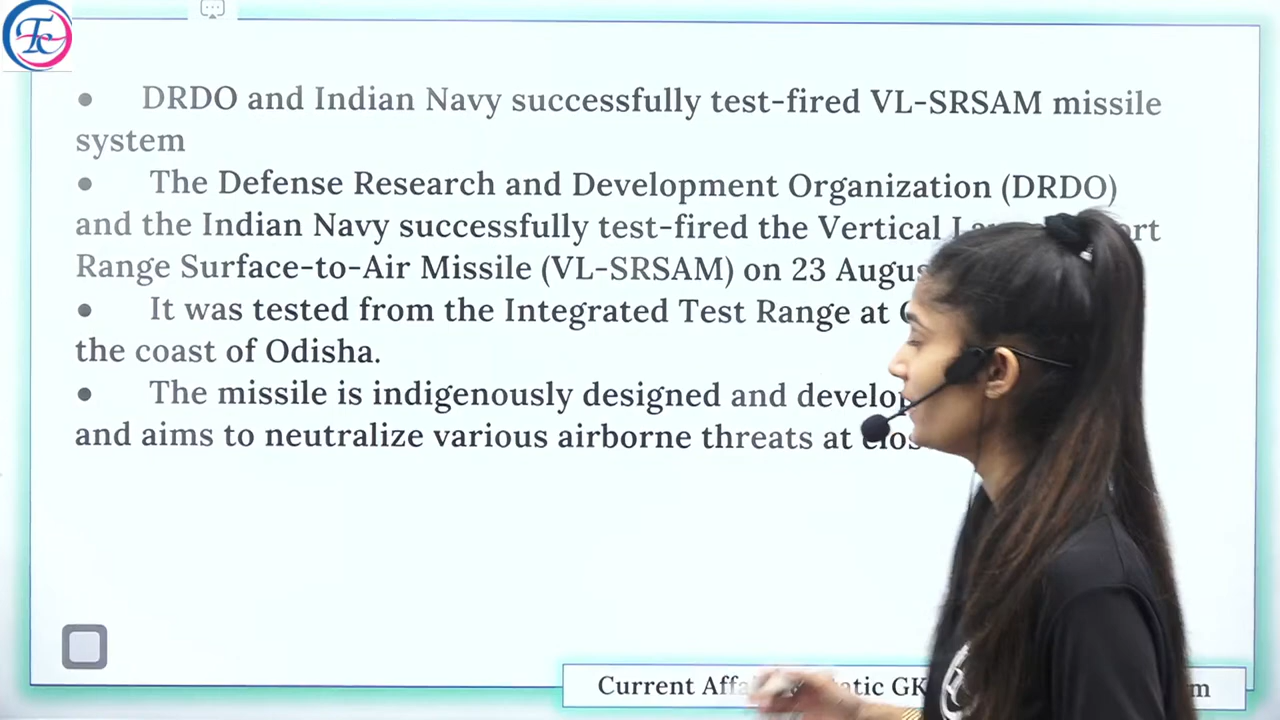 Tc
● DRDO and Indian Navy successfully test-fired VL-SRSAM missile
system
● The Defense Research and Development Organization (DRDO)
and the Indian Navy successfully test-fired the Vertical
Range Surface-to-Air Missile (VL-SRSAM) on 23
● It was tested from the Integrated Test Range at
the coast of Odisha.
● The missile is indigenously designed and
and aims to neutralize various airborne threats at
Current GK